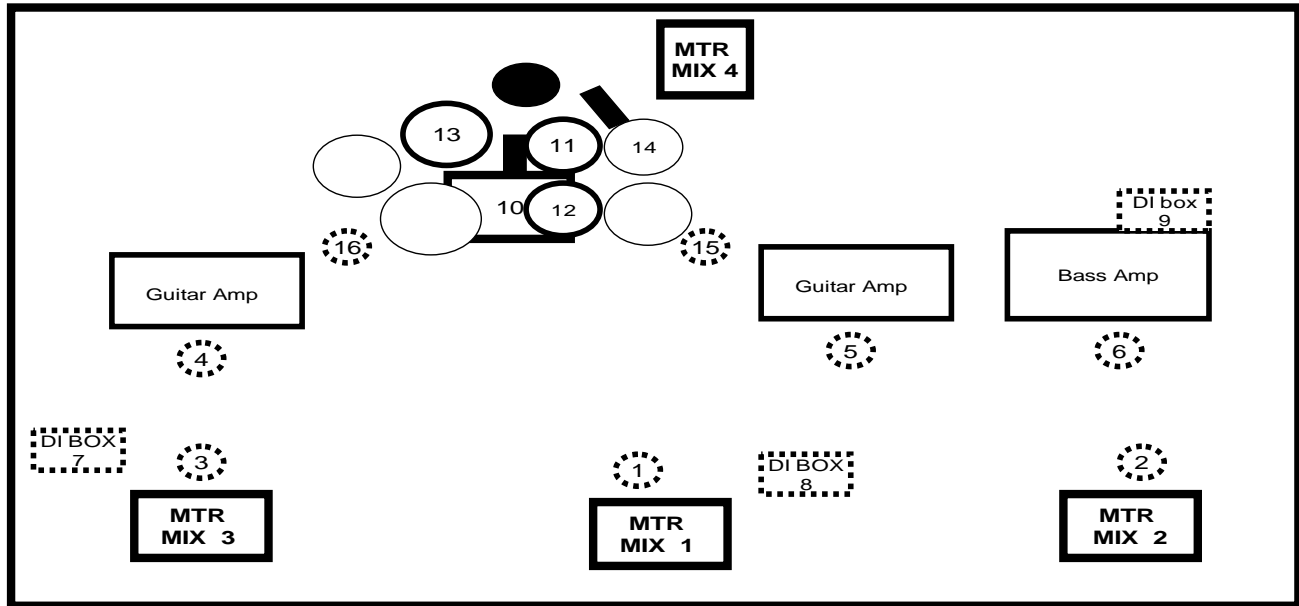 MTR
MIX 4
13
11
14
10
12
DI box
9
16
15
Guitar Amp
Guitar Amp
Bass Amp
4
5
6
DI BOX
7
3
1
DI BOX
8
2
MTR
MIX 3
MTR
MIX 1
MTR
MIX 2